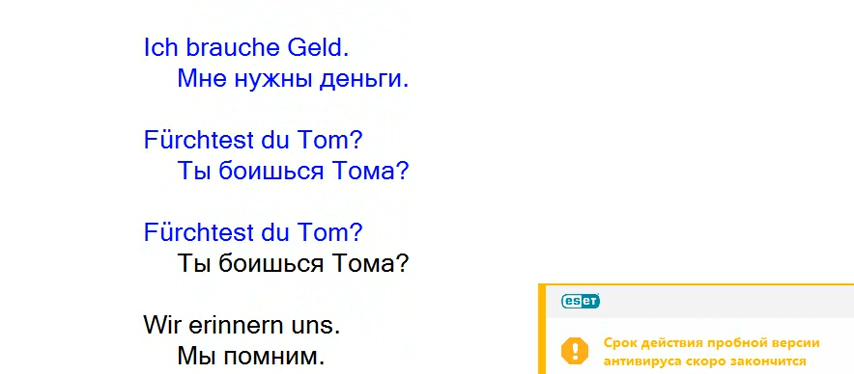 Ich brauche Geld.
Мне нужны деньги.
Fürchtest du Tom?
Ты боишься Тома?
Fürchtest du Tom?
Ты боишься Тома?
Wir erinnern uns.
Мы помним.
eset
Срок действия пробной версии
антивируса скоро закончится